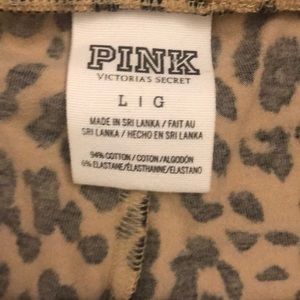 PINK
VICTORIA'S SECRET
L | G
MADE IN SRI LANKA / FAIT AU
SRI LANKA / HECHO EN SRI LANKA
94% COTTON / COTON/ALGODÓN
6% ELASTANE/ÉLASTHANNE/ELASTANO